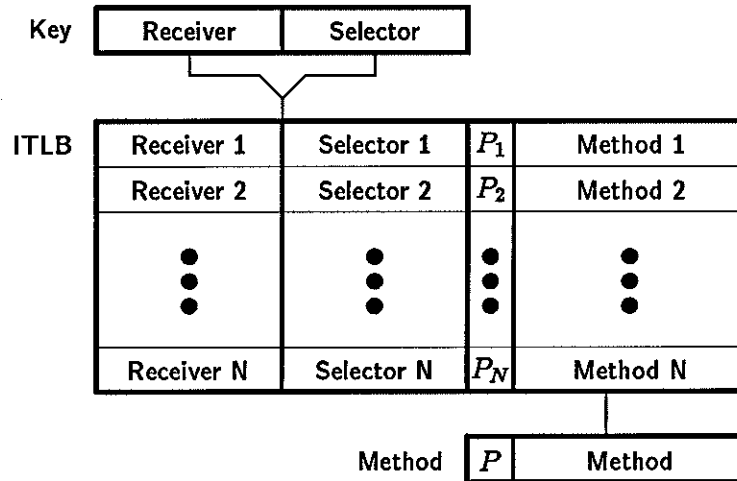 Key Receiver Selector
ITLB Receiver 1 Selector 1 P₁ Method 1
Receiver 2 Selector 2 P₂ Method 2
Receiver N Selector N P_N Method N
Method P Method